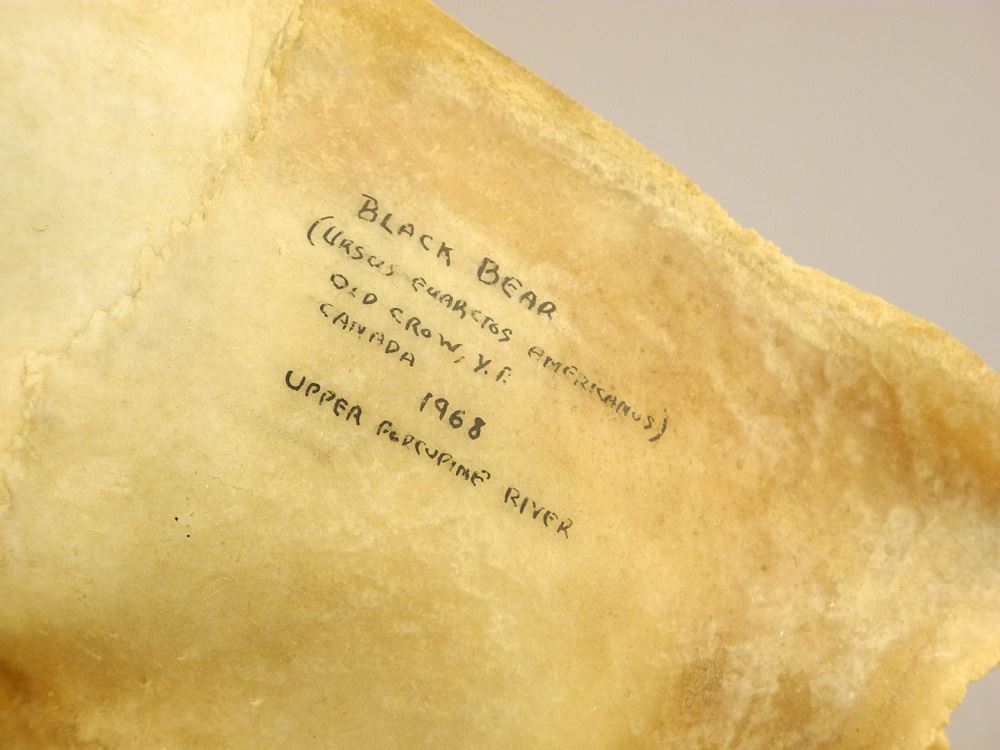 BLACK BEAR
(URSUS EUARCTOS AMERICANUS)
OLD CROW, Y.T.
CANADA
1968
UPPER PORCUPINE RIVER